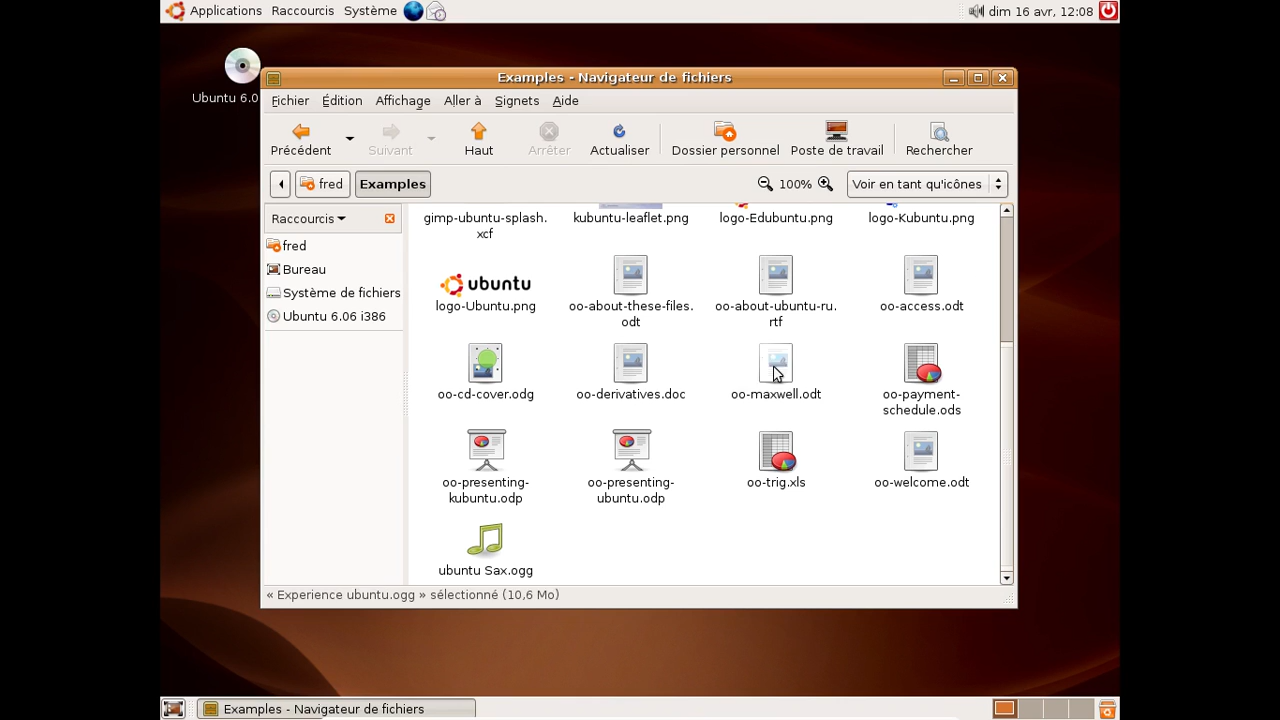 Applications Raccourcis Système dim 16 avr, 12:08
Ubuntu 6.0
Examples - Navigateur de fichiers
Fichier Édition Affichage Aller à Signets Aide
Précédent Suivant Haut Arrêter Actualiser Dossier personnel Poste de travail Rechercher
fred Examples 100% Voir en tant qu'icônes
Raccourcis
fred
Bureau
Système de fichiers
Ubuntu 6.06 i386
gimp-ubuntu-splash. kubuntu-leaflet.png logo-Edubuntu.png logo-Kubuntu.png
xcf
ubuntu
logo-Ubuntu.png oo-about-these-files. oo-about-ubuntu-ru. oo-access.odt
odt rtf
oo-cd-cover.odg oo-derivatives.doc oo-maxwell.odt oo-payment-
schedule.ods
oo-presenting- oo-presenting- oo-trig.xls oo-welcome.odt
kubuntu.odp ubuntu.odp
ubuntu Sax.ogg
« Experience ubuntu.ogg » sélectionné (10,6 Mo)
Examples - Navigateur de fichiers